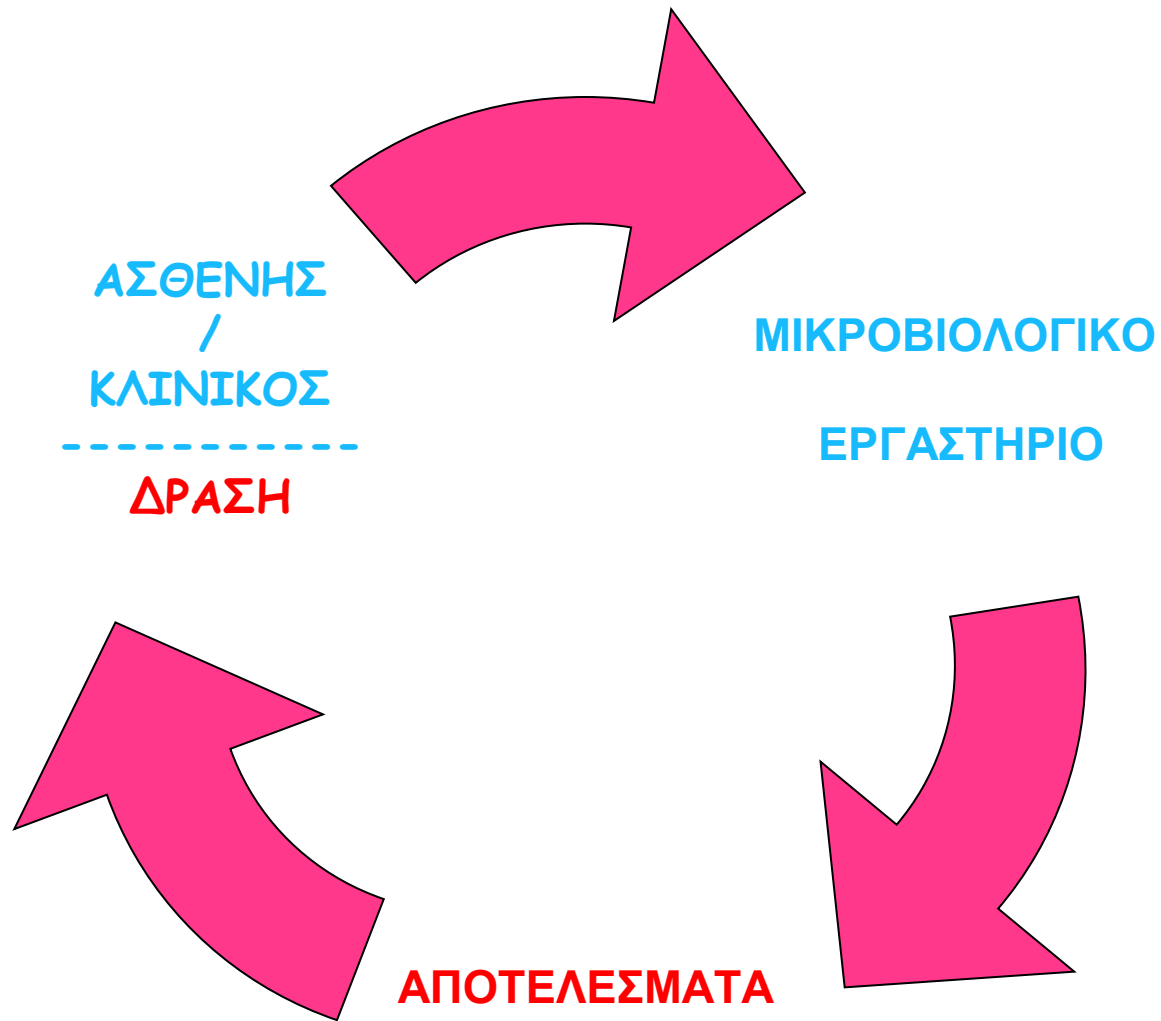 ΑΣΘΕΝΗΣ
/
ΚΛΙΝΙΚΟΣ
-----------
ΔΡΑΣΗ
ΜΙΚΡΟΒΙΟΛΟΓΙΚΟ
ΕΡΓΑΣΤΗΡΙΟ
ΑΠΟΤΕΛΕΣΜΑΤΑ